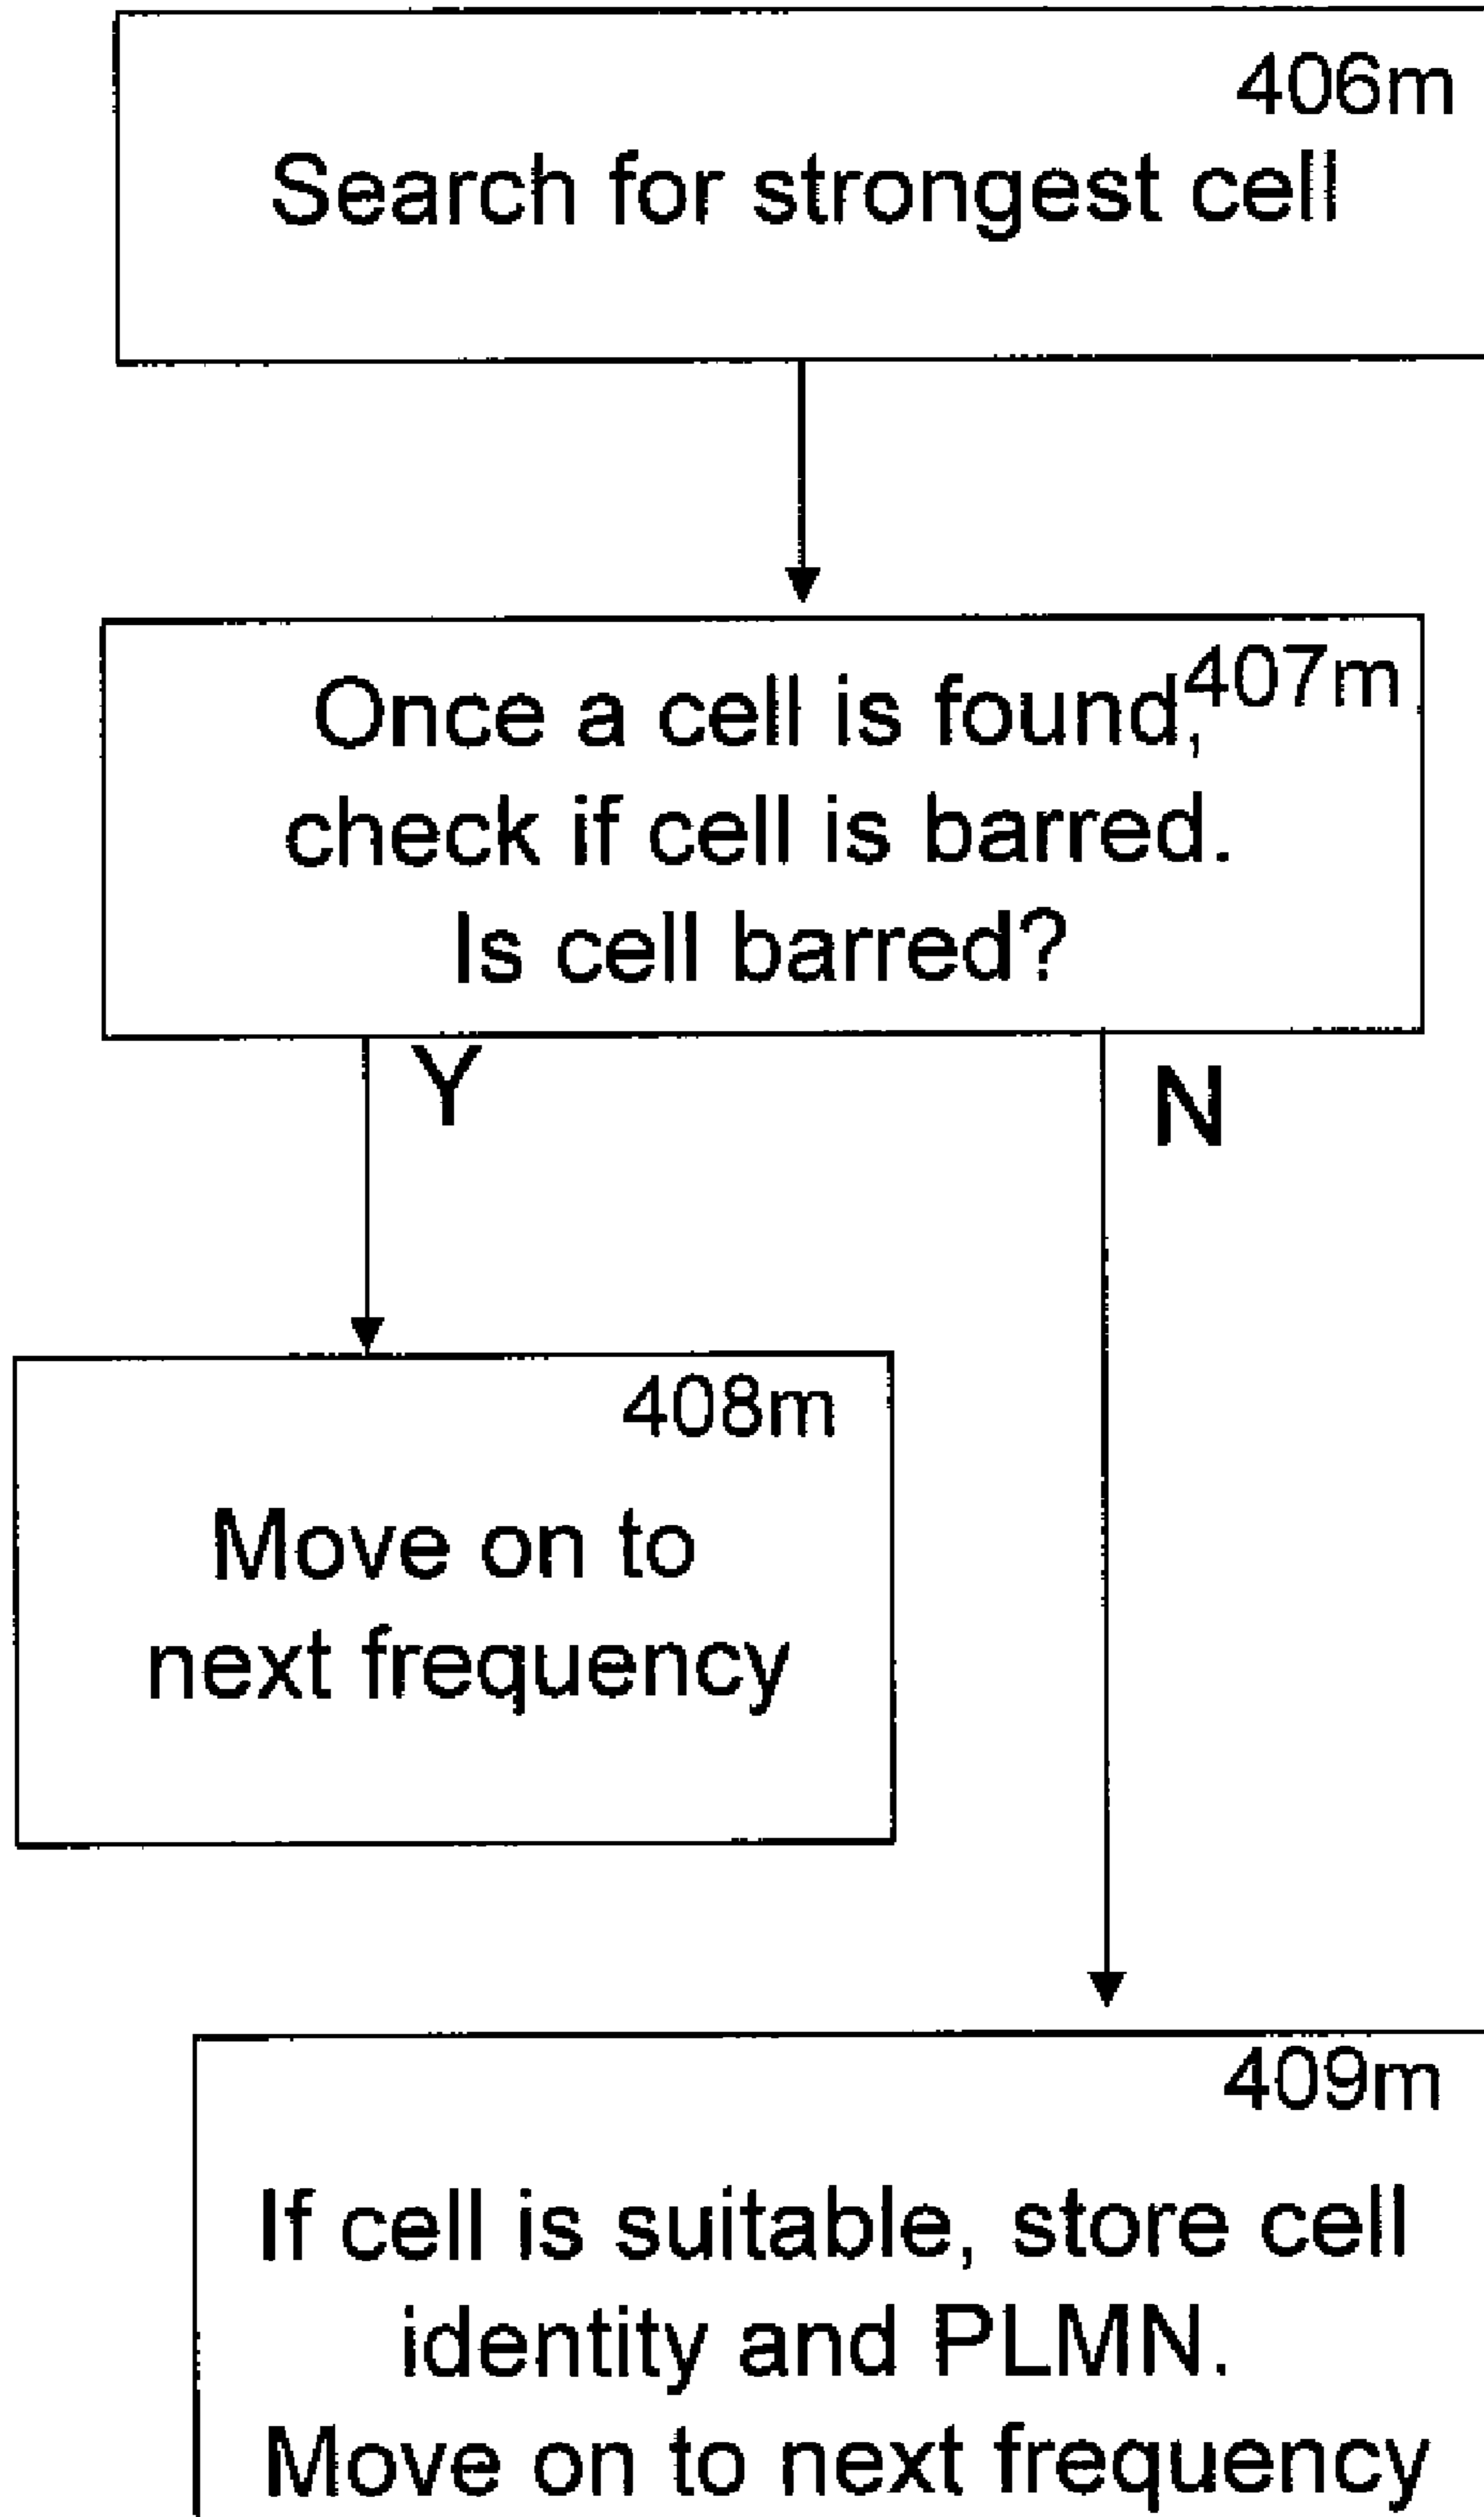 406m
Search for strongest cell
407m
Once a cell is found,
check if cell is barred.
Is cell barred?
Y
N
408m
Move on to
next frequency
409m
If cell is suitable, store cell
identity and PLMN.
Move on to next frequency